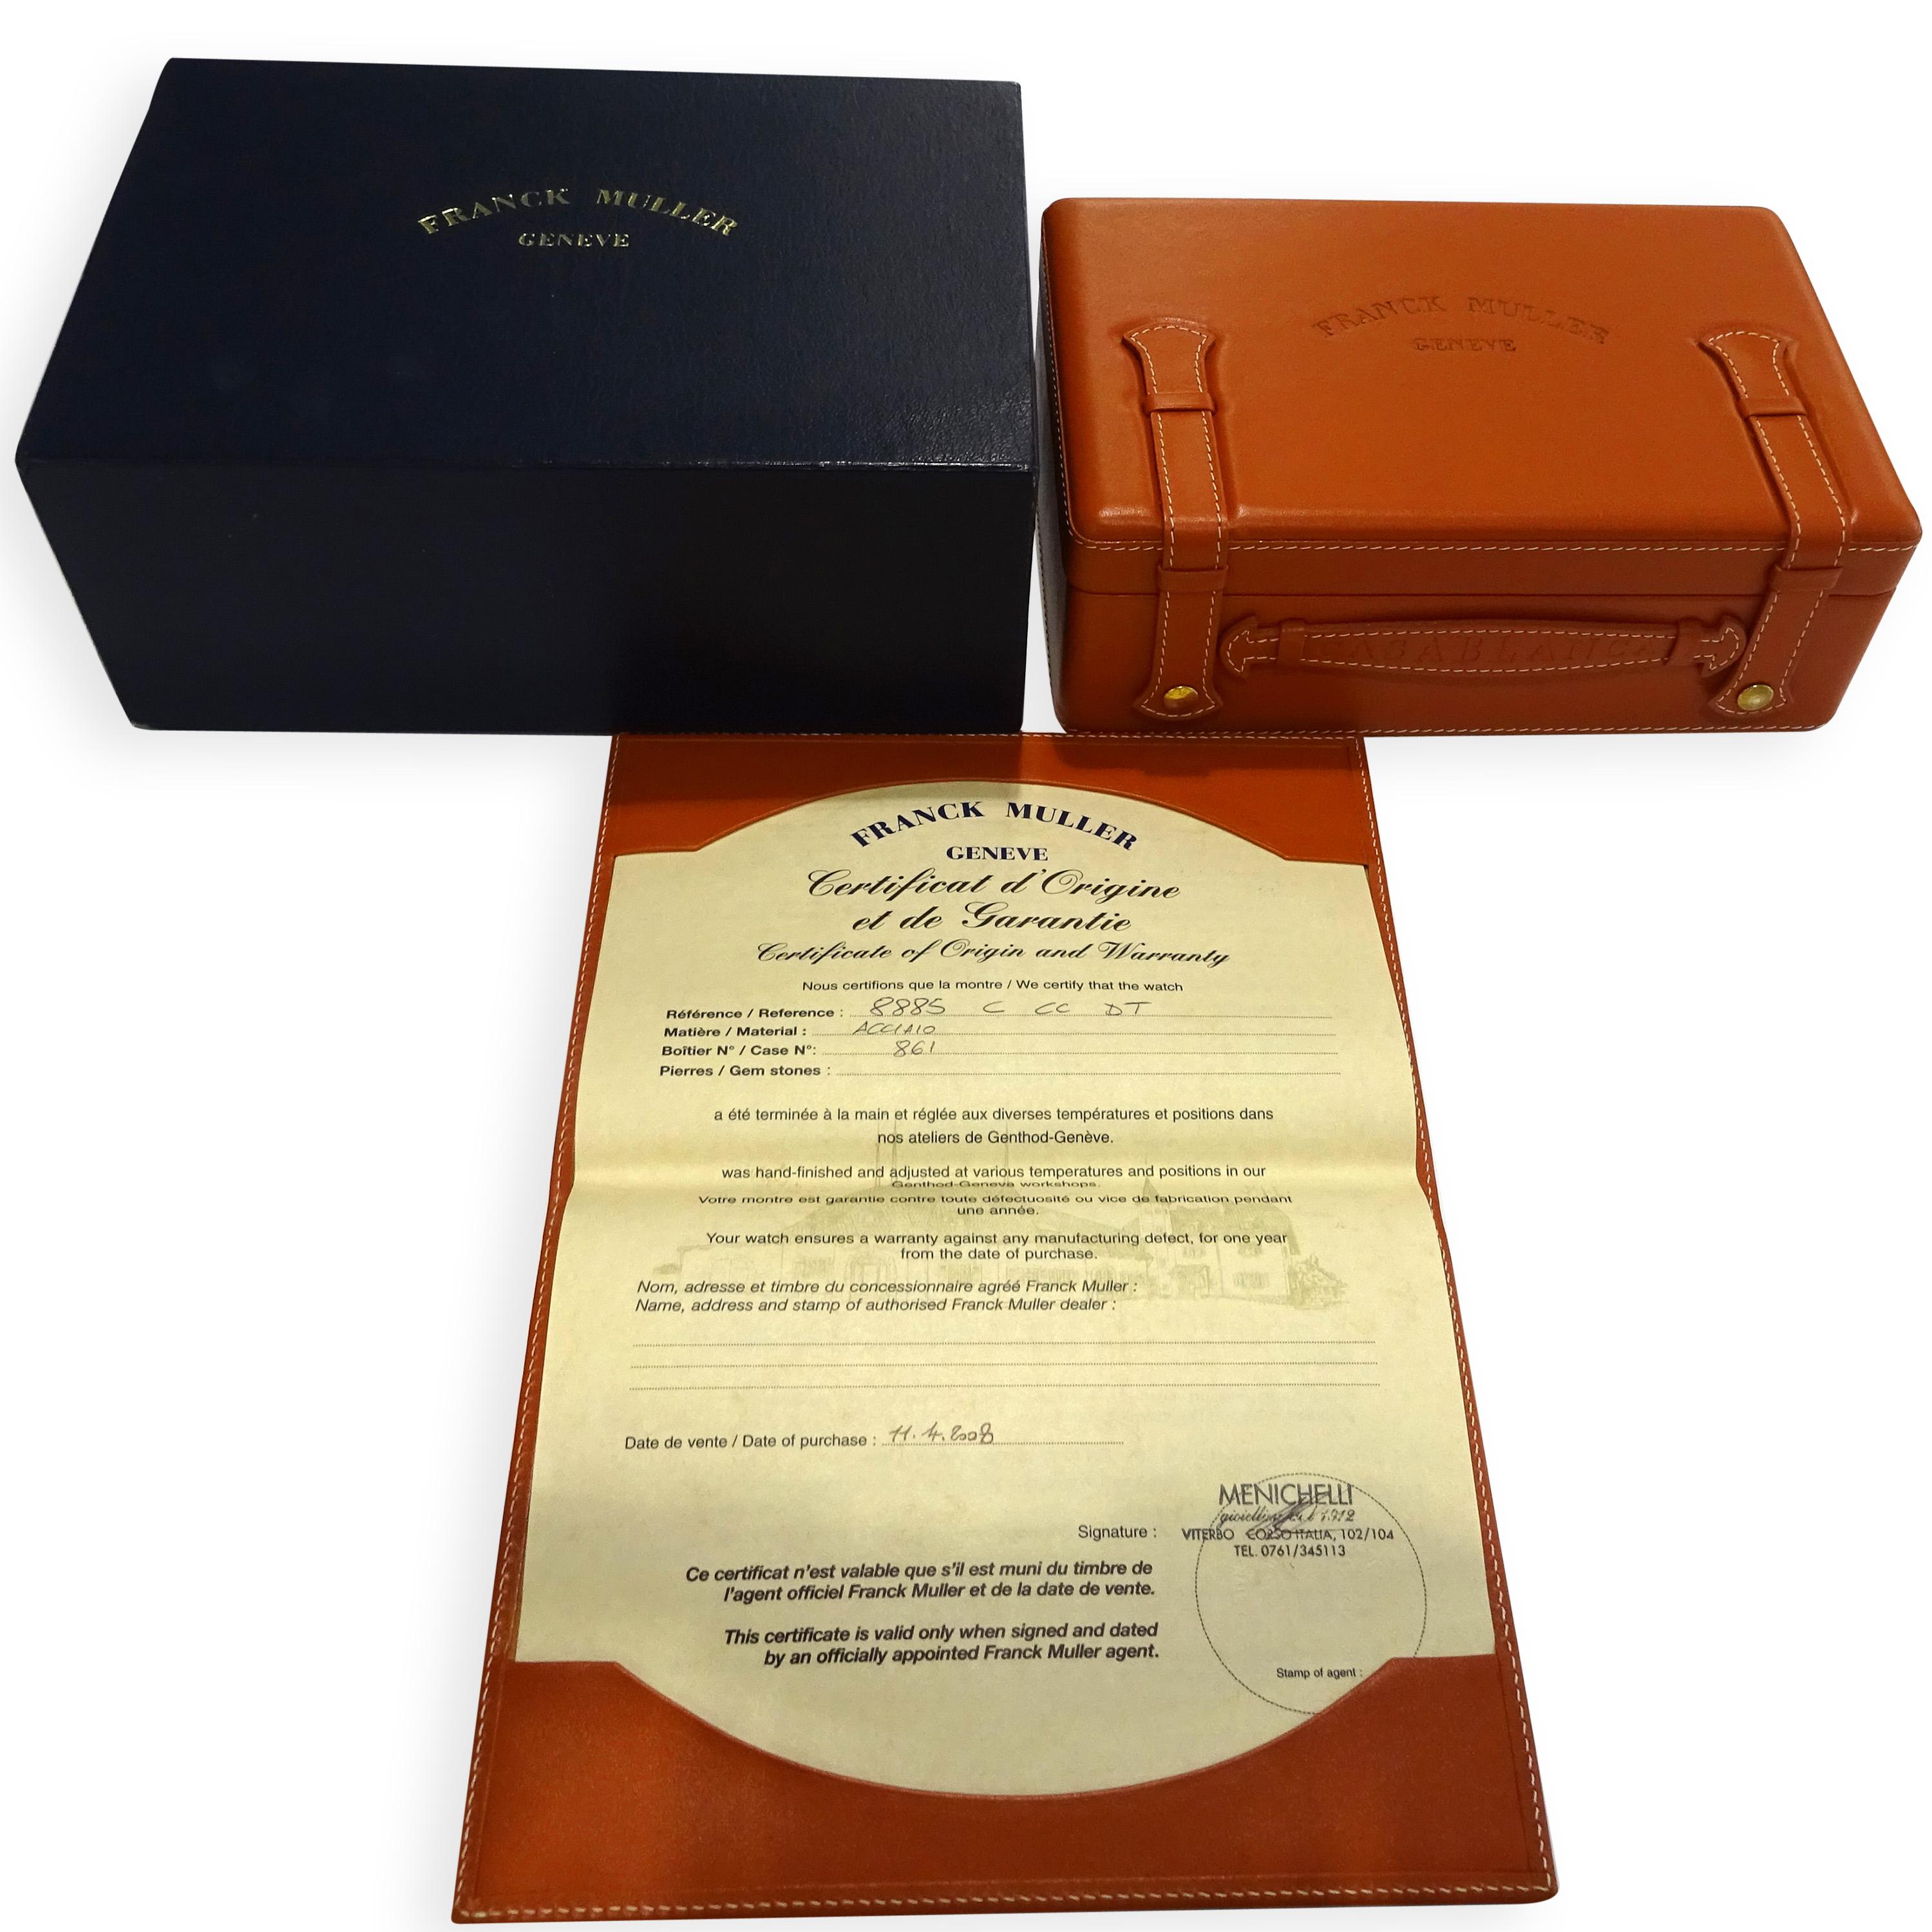 FRANCK MULLER
GENEVE
FRANCK MULLER
GENEVE
CASABLANCA
FRANCK MULLER
GENEVE
Certificat d'Origine
et de Garantie
Certificate of Origin and Warranty
Nous certifions que la montre / We certify that the watch
Référence / Reference : 8885 C CC DT
Matière / Material : ACCIAIO
Boîtier N° / Case N°: 861
Pierres / Gem stones :
a été terminée à la main et réglée aux diverses températures et positions dans
nos ateliers de Genthod-Genève.
was hand-finished and adjusted at various temperatures and positions in our
Genthod-Geneva workshops.
Votre montre est garantie contre toute défectuosité ou vice de fabrication pendant
une année.
Your watch ensures a warranty against any manufacturing defect, for one year
from the date of purchase.
Nom, adresse et timbre du concessionnaire agréé Franck Muller :
Name, address and stamp of authorised Franck Muller dealer :
Date de vente / Date of purchase : 11.4.2008
MENICHELLI
1912
Signature : VITERBO CORSO ITALIA, 102/104
TEL. 0761/345113
Ce certificat n'est valable que s'il est muni du timbre de
l'agent officiel Franck Muller et de la date de vente.
This certificate is valid only when signed and dated
by an officially appointed Franck Muller agent.
Stamp of agent :